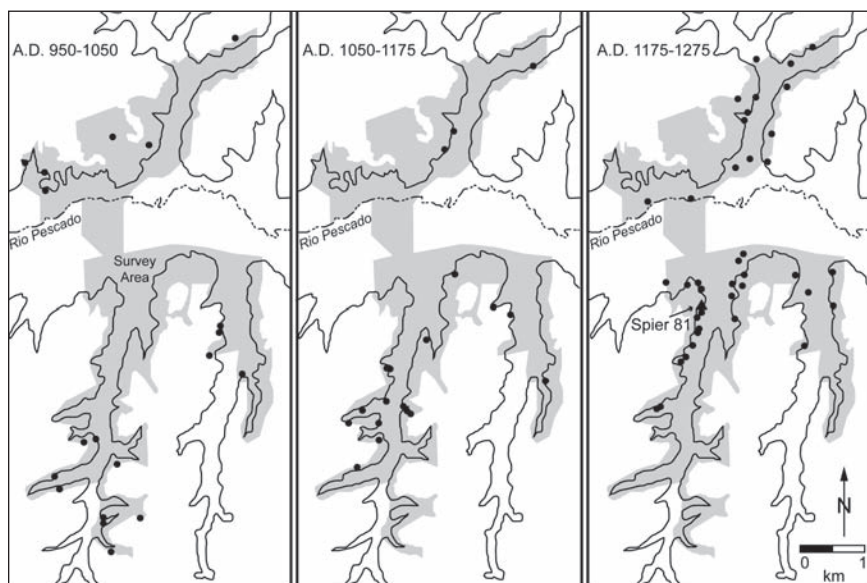 A.D. 950-1050
A.D. 1050-1175
A.D. 1175-1275
Rio Pescado
Rio Pescado
Rio Pescado
Survey
Area
Spier 81
N
0
1
km